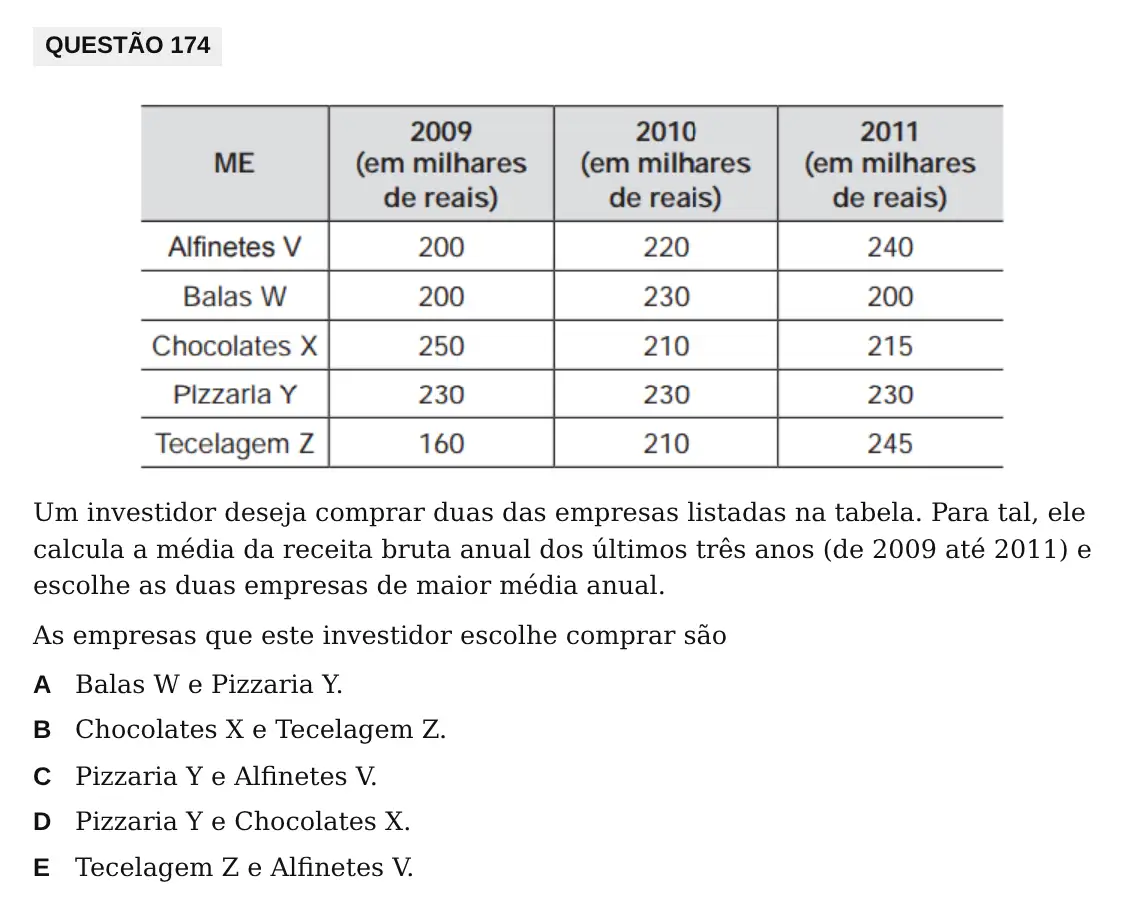 QUESTÃO 174
ME
2009
(em milhares
de reais)
2010
(em milhares
de reais)
2011
(em milhares
de reais)
Alfinetes V 200 220 240
Balas W 200 230 200
Chocolates X 250 210 215
Pizzaria Y 230 230 230
Tecelagem Z 160 210 245
Um investidor deseja comprar duas das empresas listadas na tabela. Para tal, ele
calcula a média da receita bruta anual dos últimos três anos (de 2009 até 2011) e
escolhe as duas empresas de maior média anual.
As empresas que este investidor escolhe comprar são
A Balas W e Pizzaria Y.
B Chocolates X e Tecelagem Z.
C Pizzaria Y e Alfinetes V.
D Pizzaria Y e Chocolates X.
E Tecelagem Z e Alfinetes V.